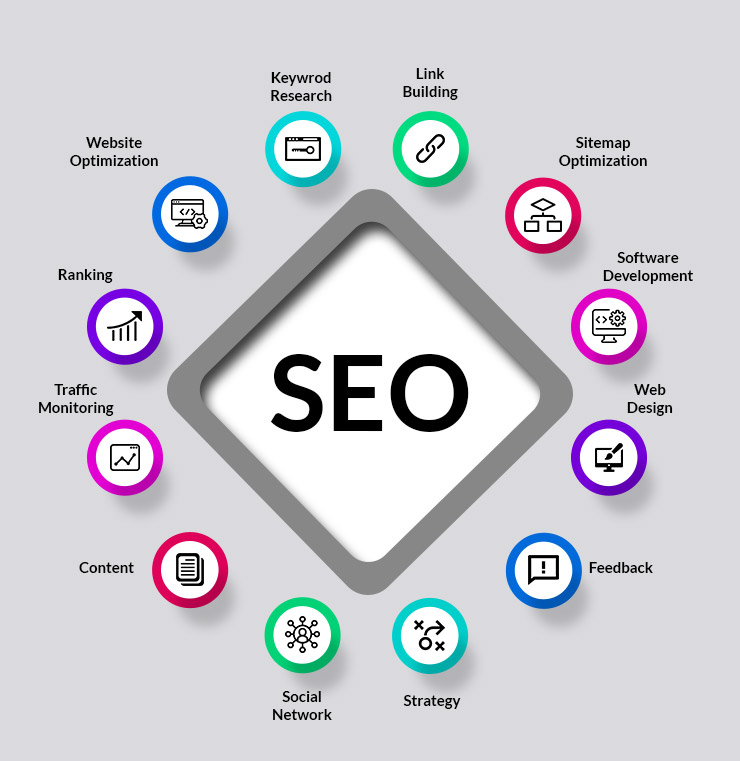 Keywrod
Research
Link
Building
Website
Optimization
Sitemap
Optimization
Ranking
Software
Development
Traffic
Monitoring
SEO
Web
Design
Content
Feedback
Social
Network
Strategy